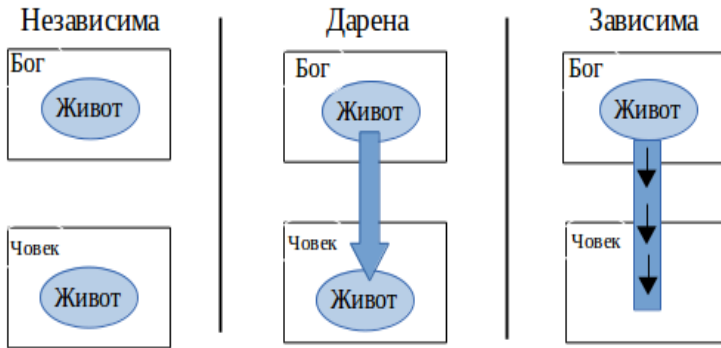 Независима
Бог
Живот
Човек
Живот
Дарена
Бог
Живот
Човек
Живот
Зависима
Бог
Живот
Човек